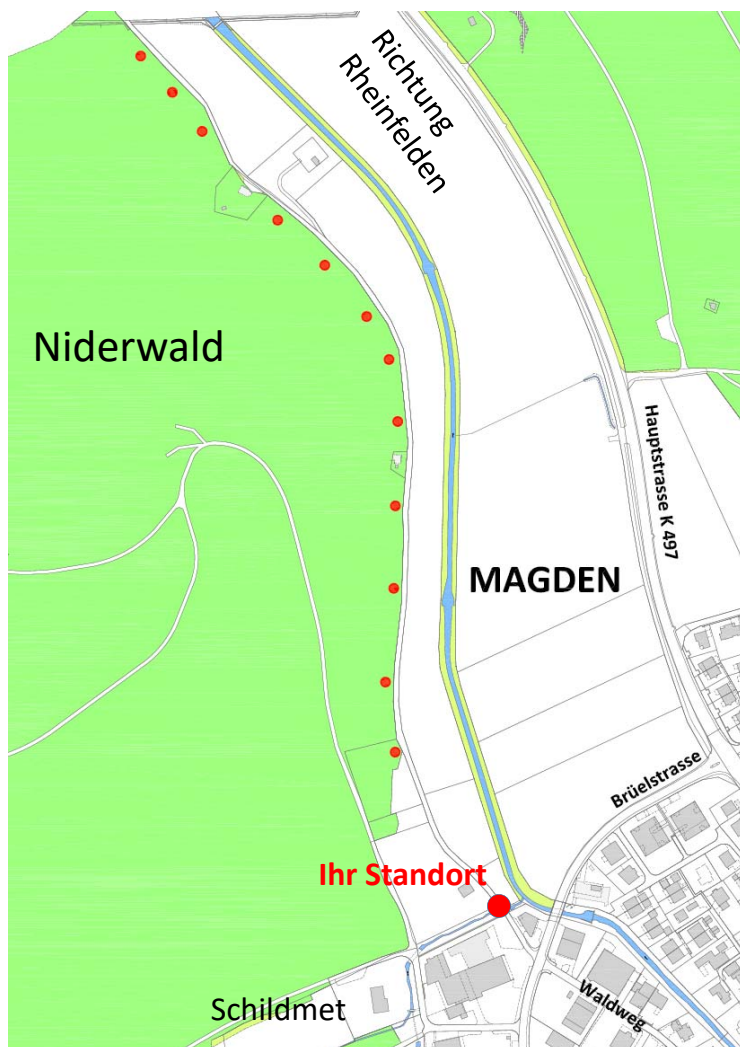 Richtung
Rheinfelden
Niderwald
Hauptstrasse K 497
MAGDEN
Brüelstrasse
Ihr Standort
Schildmet
Waldweg